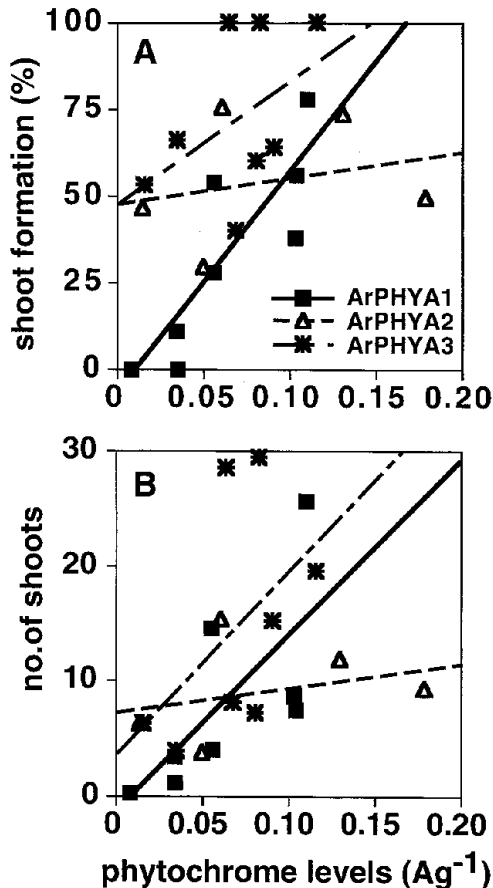 100
A
75
shoot formation (%)
50
25
ArPHYA1
ArPHYA2
ArPHYA3
0
0 0.05 0.10 0.15 0.20
30
B
no.of shoots
20
10
0
0 0.05 0.10 0.15 0.20
phytochrome levels (Ag-1)